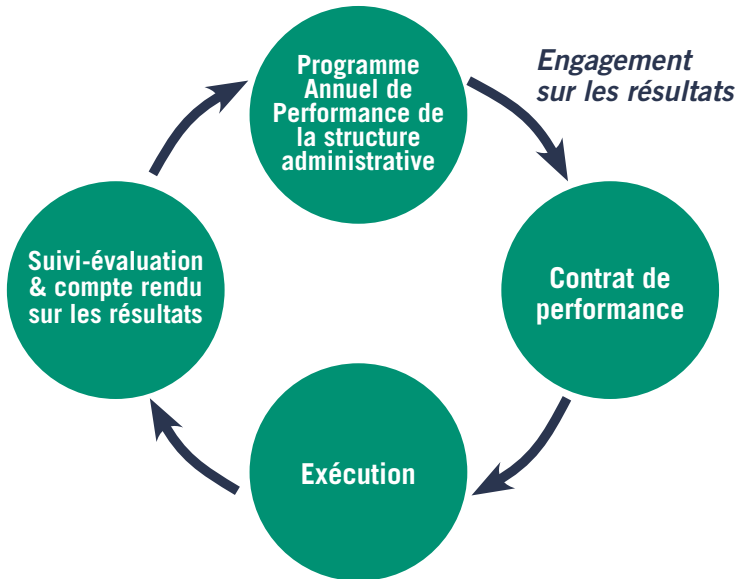 Programme
Annuel de
Performance de
la structure
administrative
Engagement
sur les résultats
Contrat de
performance
Exécution
Suivi-évaluation
& compte rendu
sur les résultats